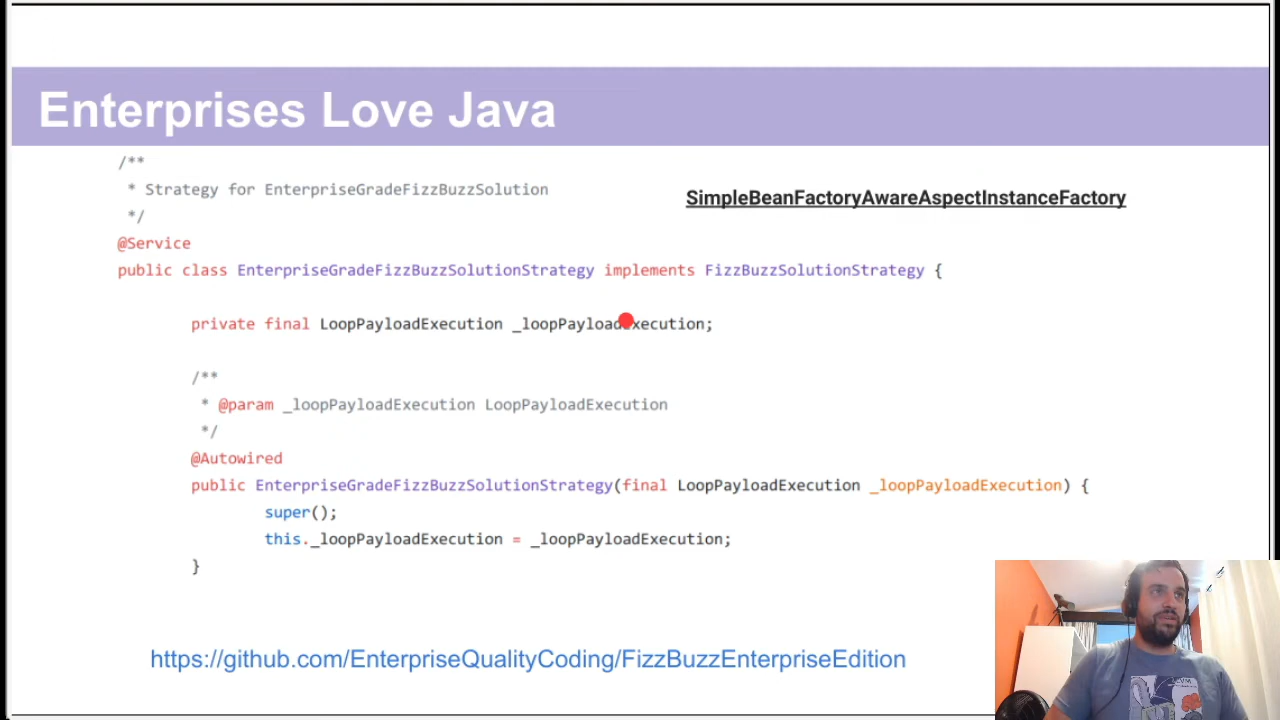 Enterprises Love Java
/**
* Strategy for EnterpriseGradeFizzBuzzSolution
*/
SimpleBeanFactoryAwareAspectInstanceFactory
@Service
public class EnterpriseGradeFizzBuzzSolutionStrategy implements FizzBuzzSolutionStrategy {
private final LoopPayloadExecution _loopPayloadExecution;
/**
* @param _loopPayloadExecution LoopPayloadExecution
*/
@Autowired
public EnterpriseGradeFizzBuzzSolutionStrategy(final LoopPayloadExecution _loopPayloadExecution) {
super();
this._loopPayloadExecution = _loopPayloadExecution;
}
https://github.com/EnterpriseQualityCoding/FizzBuzzEnterpriseEdition